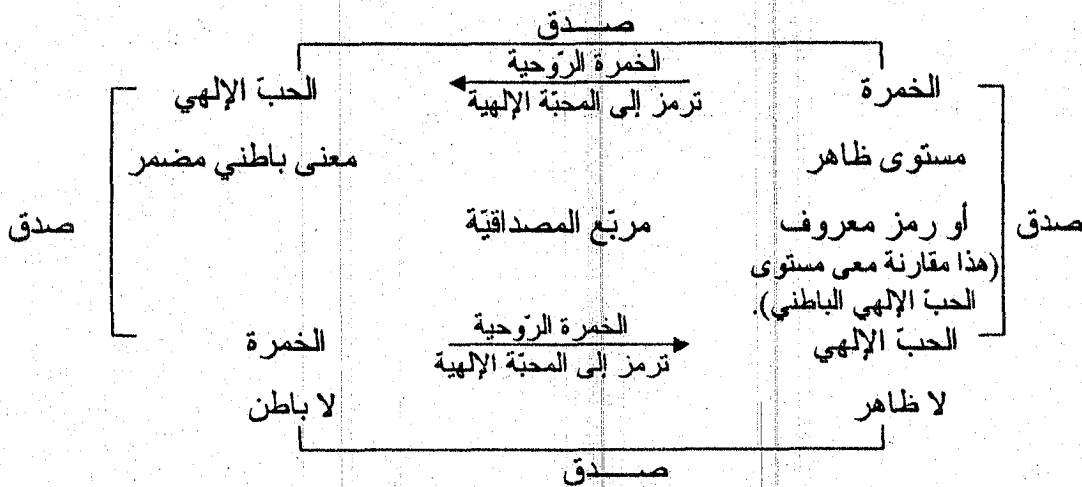 صـــدق
الخمرة الرّوحية
الخمرة
ترمز إلى المحبّة الإلهية
الحبّ الإلهي
مستوى ظاهر
معنى باطني مضمر
صدق
أو رمز معروف
مربّع المصداقيّة
صدق
(هذا مقارنة معى مستوى
الحبّ الإلهي الباطني).
الخمرة الرّوحية
الحبّ الإلهي
ترمز إلى المحبّة الإلهية
الخمرة
لا ظاهر
لا باطن
صـــدق